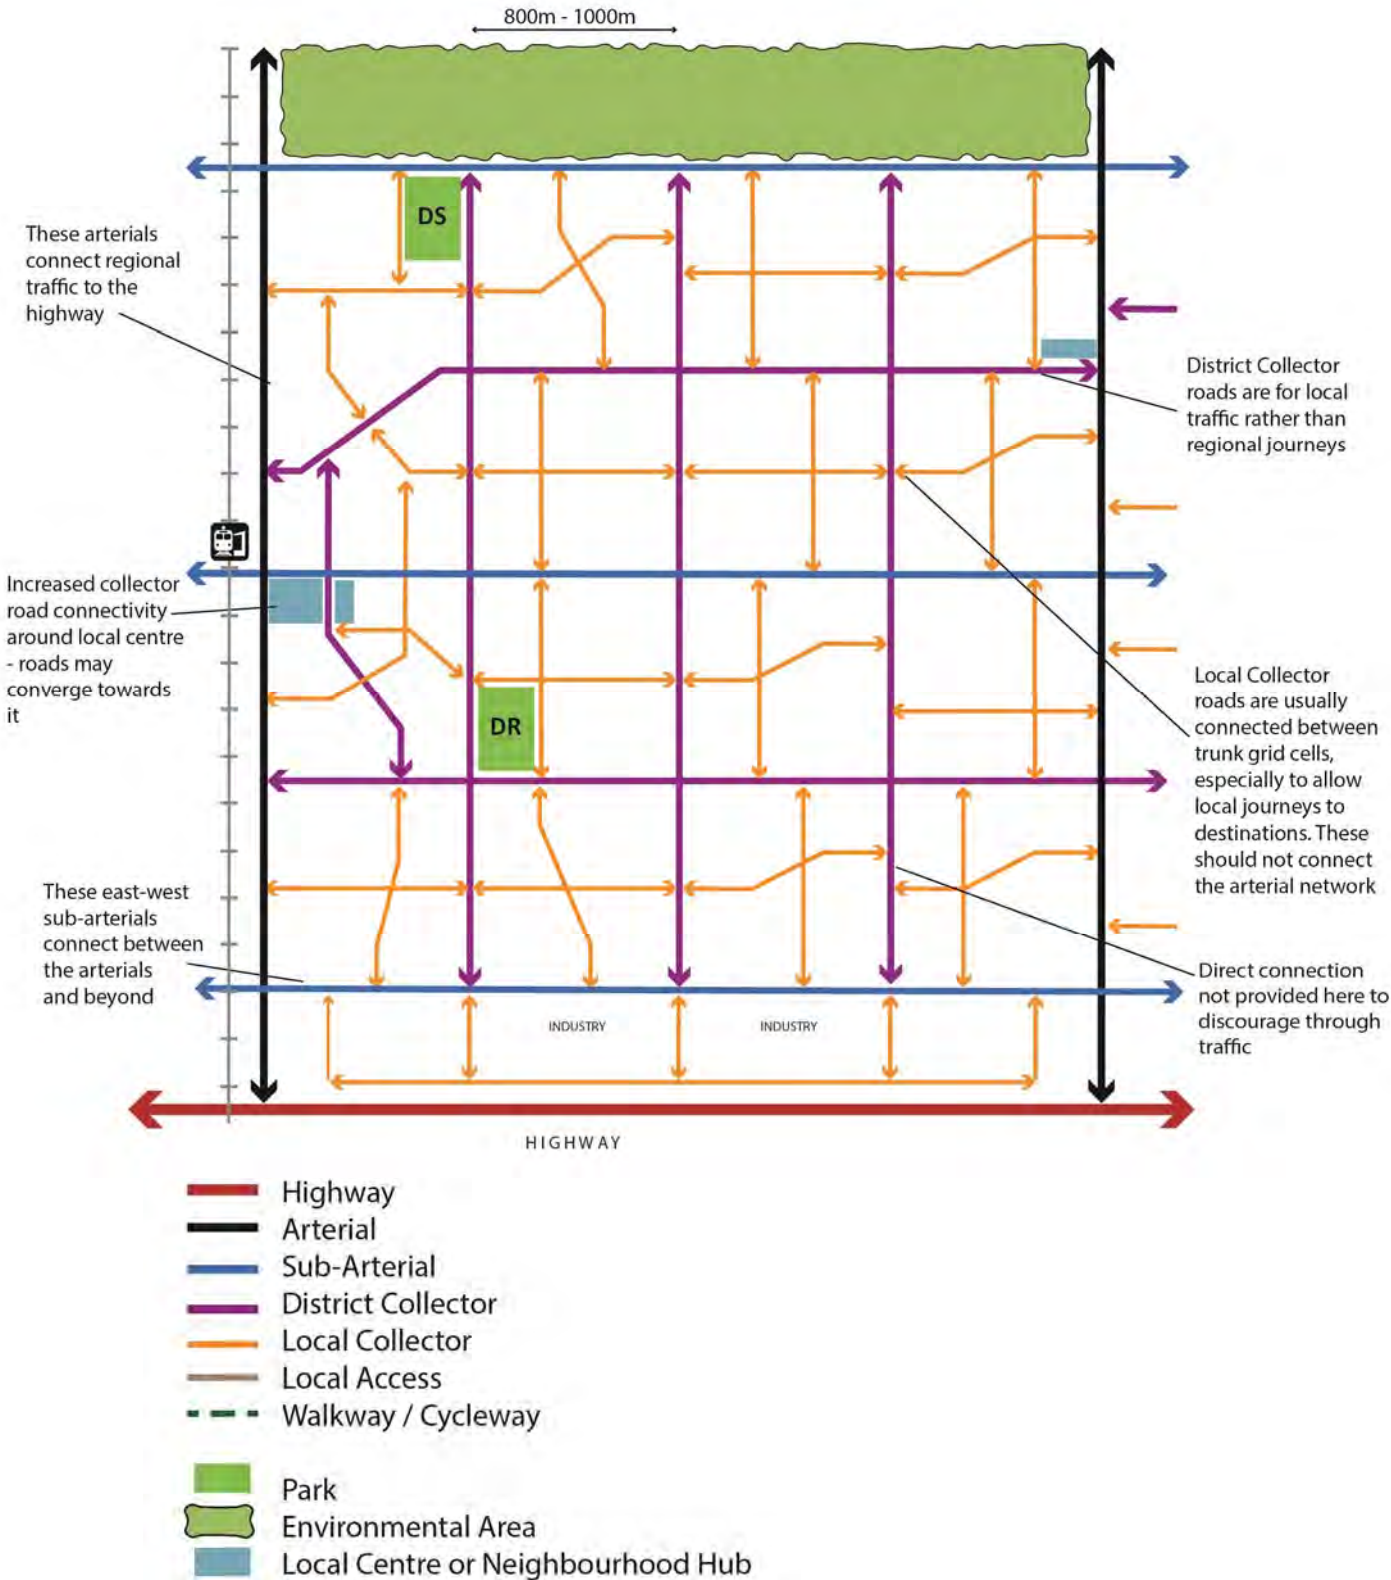 800m - 1000m
DS
These arterials
connect regional
traffic to the
highway
District Collector
roads are for local
traffic rather than
regional journeys
Increased collector
road connectivity
around local centre
- roads may
converge towards
it
DR
Local Collector
roads are usually
connected between
trunk grid cells,
especially to allow
local journeys to
destinations. These
should not connect
the arterial network
These east-west
sub-arterials
connect between
the arterials
and beyond
Direct connection
not provided here to
discourage through
traffic
INDUSTRY
INDUSTRY
HIGHWAY
Highway
Arterial
Sub-Arterial
District Collector
Local Collector
Local Access
Walkway / Cycleway
Park
Environmental Area
Local Centre or Neighbourhood Hub